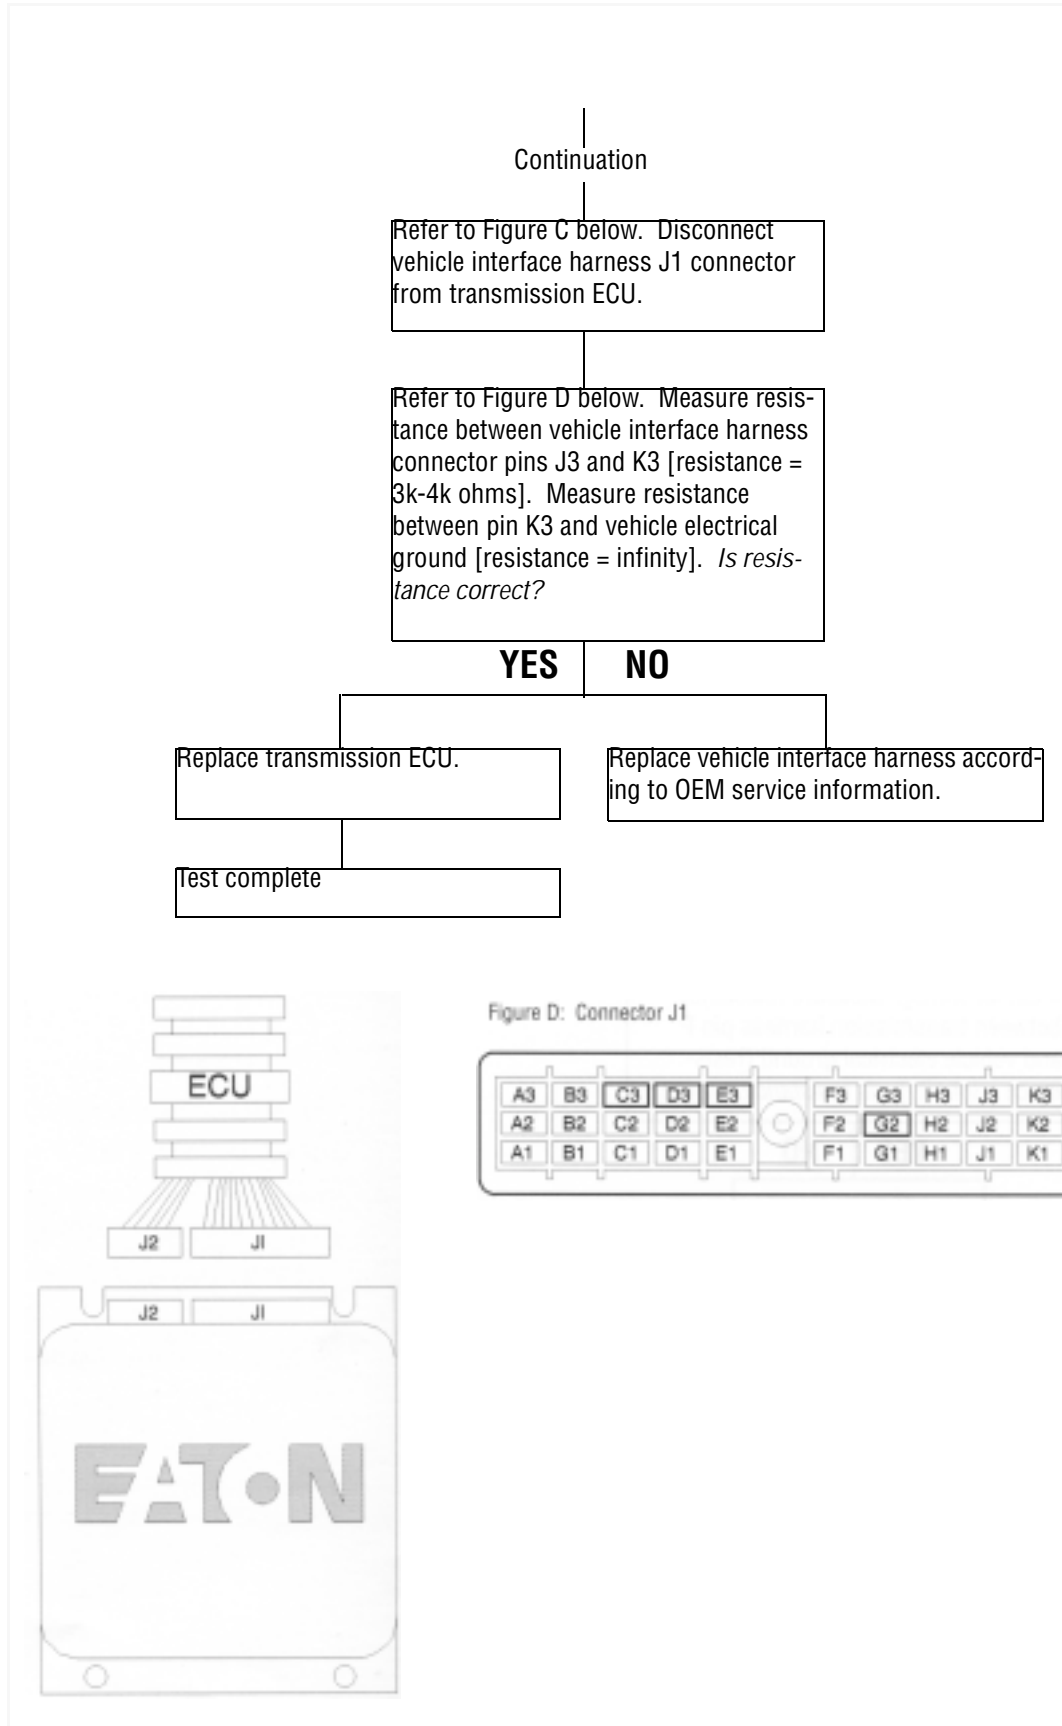 Continuation
Refer to Figure C below. Disconnect
vehicle interface harness J1 connector
from transmission ECU.
Refer to Figure D below. Measure resis-
tance between vehicle interface harness
connector pins J3 and K3 [resistance =
3k-4k ohms]. Measure resistance
between pin K3 and vehicle electrical
ground [resistance = infinity]. Is resis-
tance correct?
YES NO
Replace transmission ECU.
Replace vehicle interface harness accord-
ing to OEM service information.
Test complete
ECU
J2 J1
J2 J1
EATON
Figure D: Connector J1
A3 B3 C3 D3 E3 F3 G3 H3 J3 K3
A2 B2 C2 D2 E2 F2 G2 H2 J2 K2
A1 B1 C1 D1 E1 F1 G1 H1 J1 K1